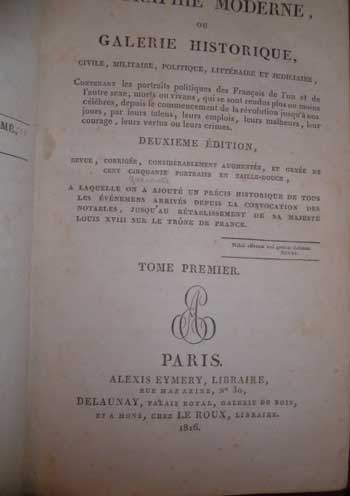 BIOGRAPHIE MODERNE,
OU
GALERIE HISTORIQUE,
CIVILE, MILITAIRE, POLITIQUE, LITTÉRAIRE ET JUDICIAIRE,
Contenant les portraits politiques des Français de l'un et de
l'autre sexe, morts ou vivans, qui se sont rendus plus ou moins
célèbres, depuis le commencement de la révolution jusqu'à nos
jours, par leurs talens, leurs emplois, leurs malheurs, leur
courage, leurs vertus ou leurs crimes.
DEUXIEME ÉDITION,
REVUE, CORRIGÉE, CONSIDÉRABLEMENT AUGMENTÉE, ET ORNÉE DE
CENT CINQUANTE PORTRAITS EN TAILLE-DOUCE,
A LAQUELLE ON A AJOUTÉ UN PRÉCIS HISTORIQUE DE TOUS
LES ÉVÉNEMENS ARRIVÉS DEPUIS LA CONVOCATION DES
NOTABLES, JUSQU'AU RÉTABLISSEMENT DE SA MAJESTÉ
LOUIS XVIII SUR LE TRÔNE DE FRANCE.
TOME PREMIER.
PARIS.
ALEXIS EYMERY, LIBRAIRE,
RUE MAZARINE, N° 30,
DELAUNAY, PALAIS ROYAL, GALERIE DE BOIS,
ET A MONS, CHEZ LE ROUX, LIBRAIRE.
1816.